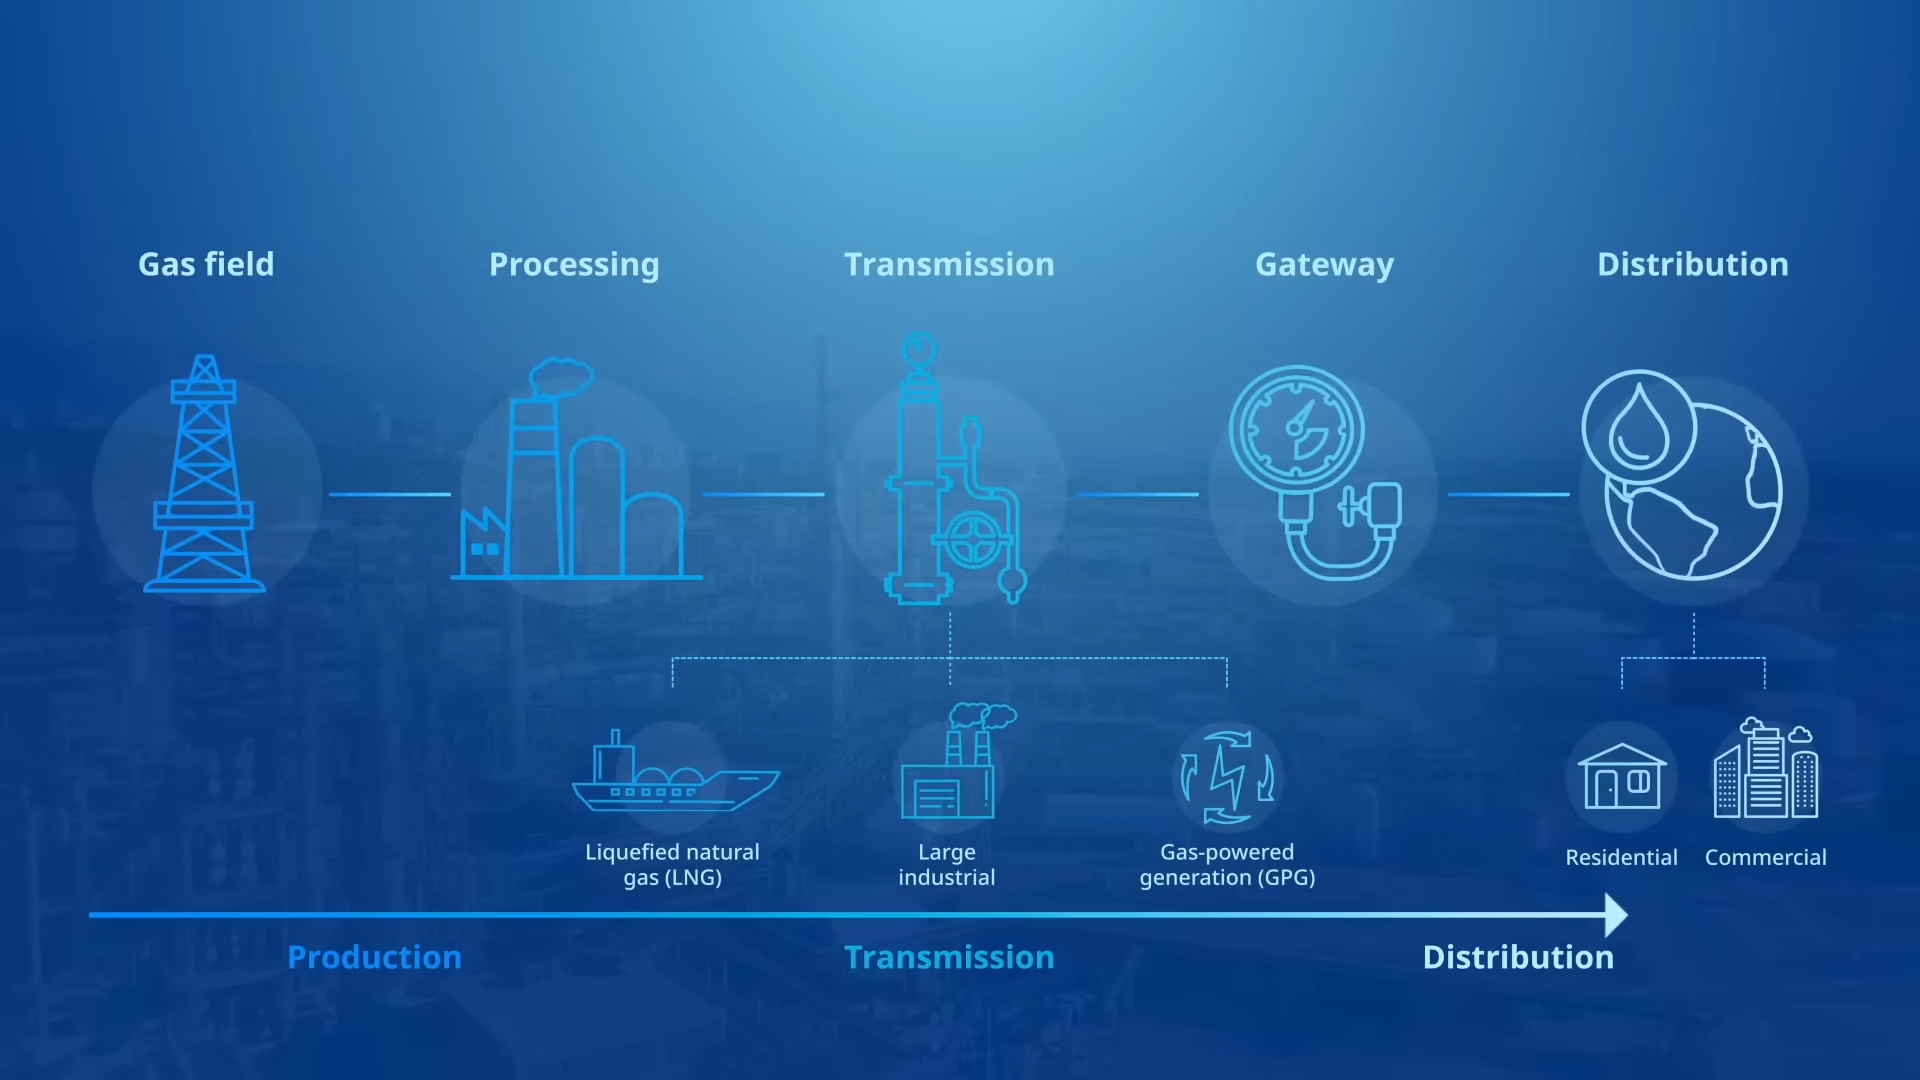 Gas field
Processing
Transmission
Gateway
Distribution
Liquefied natural
gas (LNG)
Large
industrial
Gas-powered
generation (GPG)
Residential
Commercial
Production
Transmission
Distribution